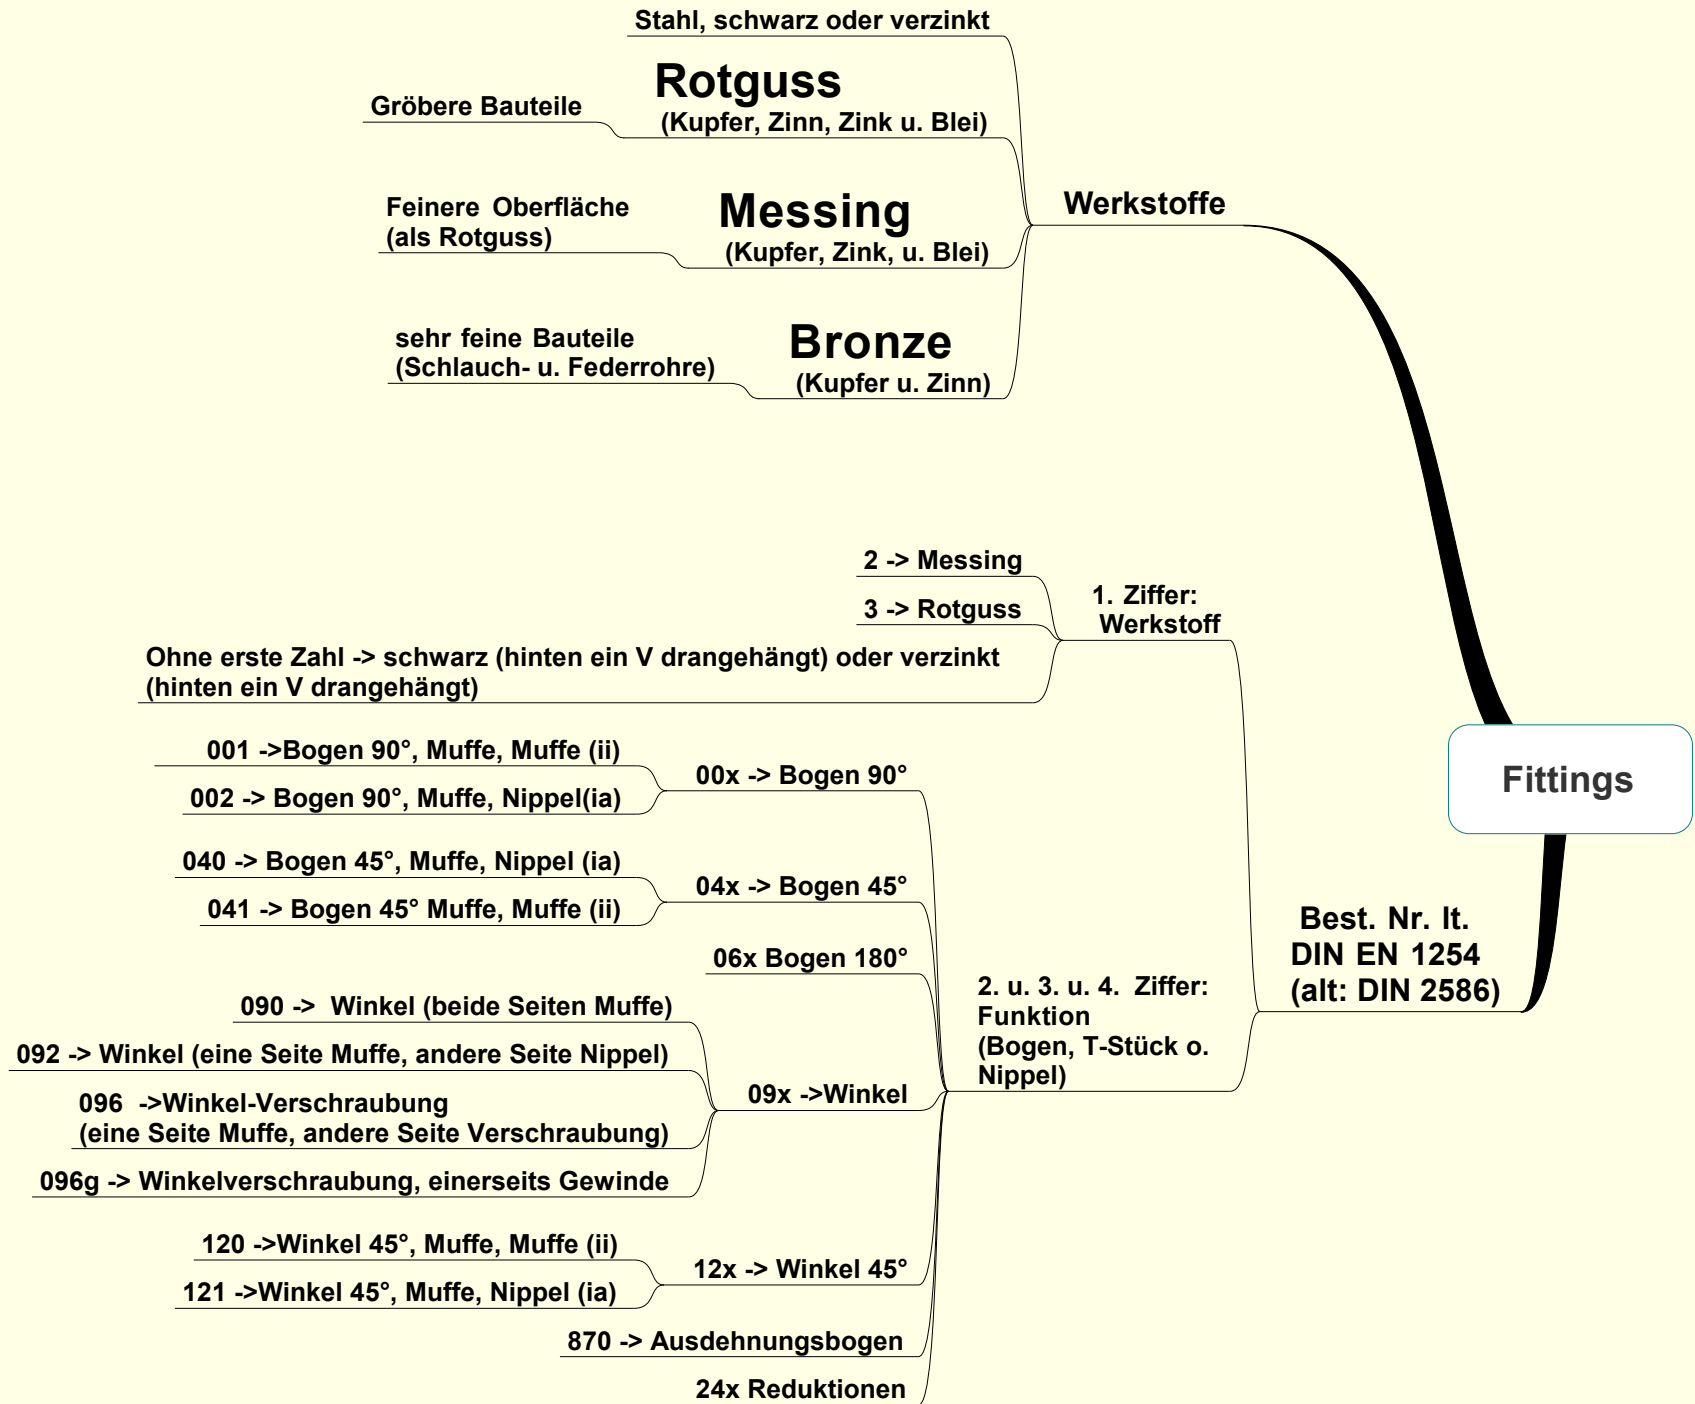 Stahl, schwarz oder verzinkt
Rotguss
(Kupfer, Zinn, Zink u. Blei)
Gröbere Bauteile
Messing
(Kupfer, Zink, u. Blei)
Feinere Oberfläche
(als Rotguss)
Bronze
(Kupfer u. Zinn)
sehr feine Bauteile
(Schlauch- u. Federrohre)
Werkstoffe
Fittings
Best. Nr. lt.
DIN EN 1254
(alt: DIN 2586)
1. Ziffer:
Werkstoff
2 -> Messing
3 -> Rotguss
Ohne erste Zahl -> schwarz (hinten ein V drangehängt) oder verzinkt
(hinten ein V drangehängt)
2. u. 3. u. 4. Ziffer:
Funktion
(Bogen, T-Stück o.
Nippel)
00x -> Bogen 90°
001 ->Bogen 90°, Muffe, Muffe (ii)
002 -> Bogen 90°, Muffe, Nippel(ia)
04x -> Bogen 45°
040 -> Bogen 45°, Muffe, Nippel (ia)
041 -> Bogen 45° Muffe, Muffe (ii)
06x Bogen 180°
09x ->Winkel
090 -> Winkel (beide Seiten Muffe)
092 -> Winkel (eine Seite Muffe, andere Seite Nippel)
096 ->Winkel-Verschraubung
(eine Seite Muffe, andere Seite Verschraubung)
096g -> Winkelverschraubung, einerseits Gewinde
12x -> Winkel 45°
120 ->Winkel 45°, Muffe, Muffe (ii)
121 ->Winkel 45°, Muffe, Nippel (ia)
870 -> Ausdehnungsbogen
24x Reduktionen